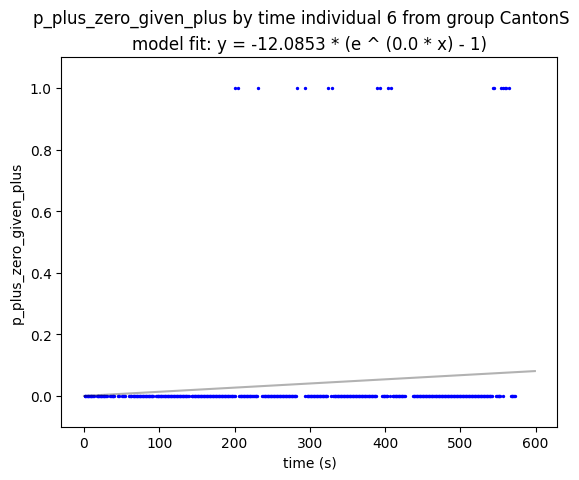 p_plus_zero_given_plus by time individual 6 from group CantonS
model fit: y = -12.0853 * (e ^ (0.0 * x) - 1)
1.0
0.8
0.6
0.4
0.2
0.0
p_plus_zero_given_plus
0 100 200 300 400 500 600
time (s)